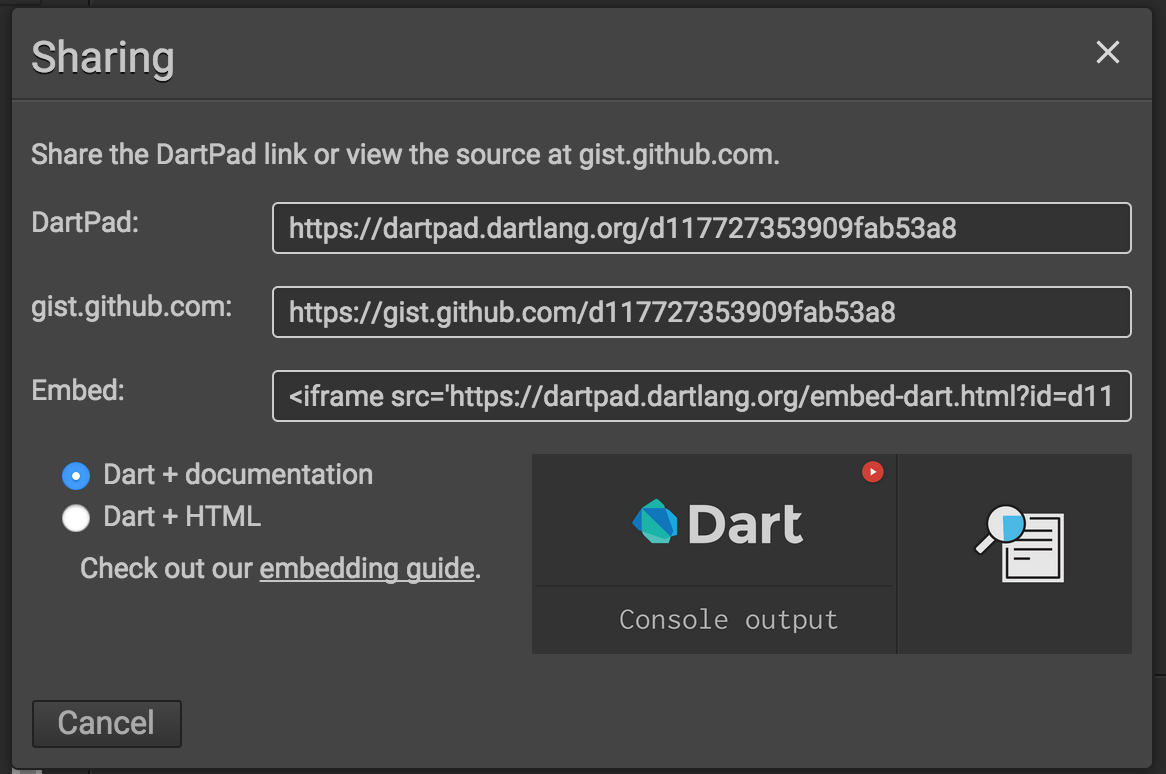 Sharing
Share the DartPad link or view the source at gist.github.com.
DartPad:
https://dartpad.dartlang.org/d117727353909fab53a8
gist.github.com:
https://gist.github.com/d117727353909fab53a8
Embed:
<iframe src='https://dartpad.dartlang.org/embed-dart.html?id=d11
Dart + documentation
Dart + HTML
Check out our embedding guide.
Dart
Console output
Cancel